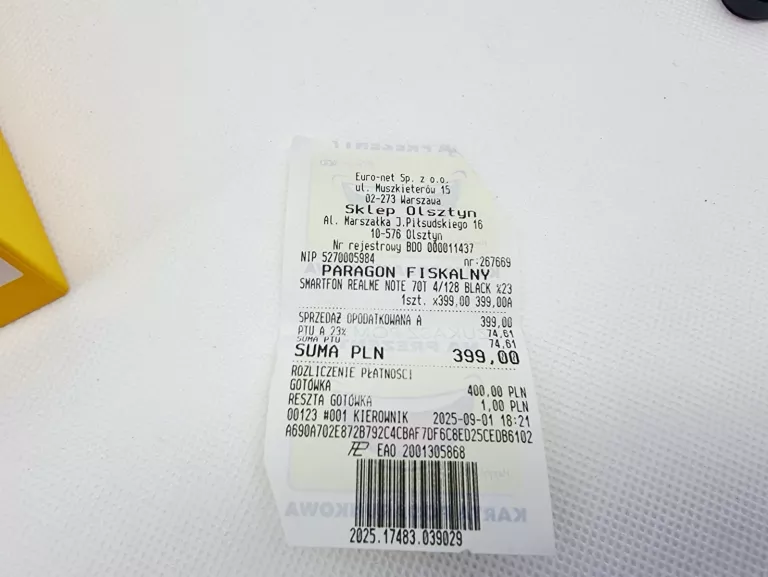 Euro-net Sp. z o.o.
ul. Muszkieterów 15
02-273 Warszawa
Sklep Olsztyn
Al. Marszałka J.Piłsudskiego 16
10-576 Olsztyn
Nr rejestrowy BDO 000011437
NIP 5270005984 nr:267669
PARAGON FISKALNY
SMARTFON REALME NOTE 70T 4/128 BLACK %23
1szt. x399,00 399,00A
SPRZEDAŻ OPODATKOWANA A 399,00
PTU A 23% 74,61
SUMA PTU 74,61
SUMA PLN 399,00
ROZLICZENIE PŁATNOŚCI
GOTÓWKA 400,00 PLN
RESZTA GOTÓWKA 1,00 PLN
00123 #001 KIEROWNIK 2025-09-01 18:21
A690A702E872B792C4CBAF7DF6C8ED25CEDB6102
EAO 2001305868
2025.17483.039029